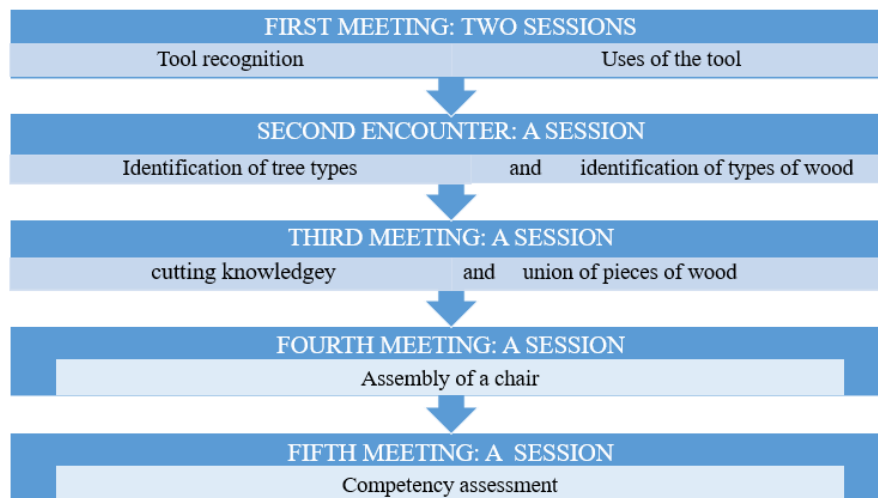 FIRST MEETING: TWO SESSIONS
Tool recognition Uses of the tool
SECOND ENCOUNTER: A SESSION
Identification of tree types and identification of types of wood
THIRD MEETING: A SESSION
cutting knowledgey and union of pieces of wood
FOURTH MEETING: A SESSION
Assembly of a chair
FIFTH MEETING: A SESSION
Competency assessment